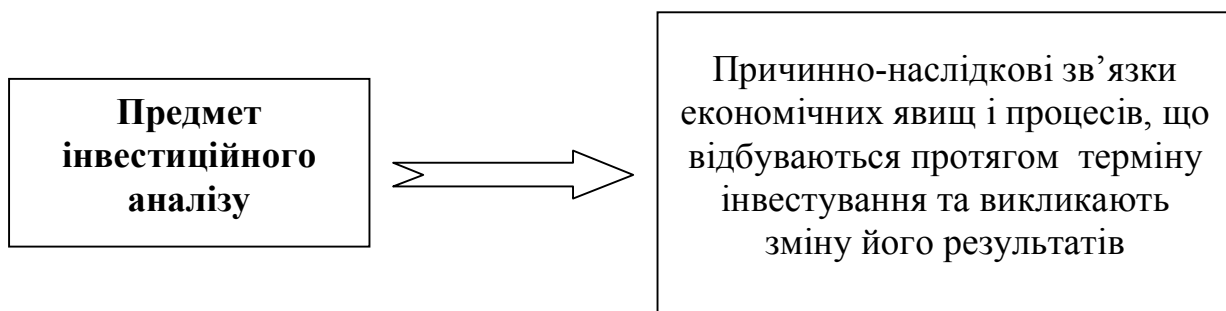 Предмет
інвестиційного
аналізу
Причинно-наслідкові зв’язки
економічних явищ і процесів, що
відбуваються протягом терміну
інвестування та викликають
зміну його результатів